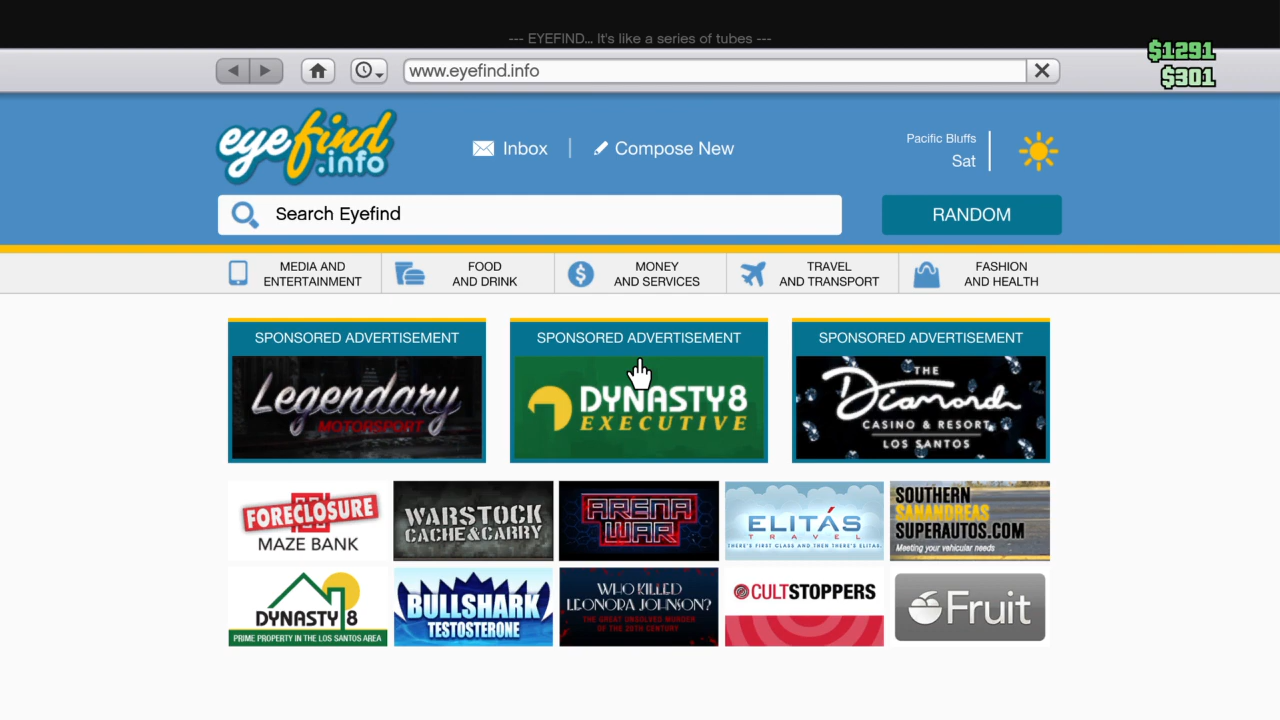 --- EYEFIND... It's like a series of tubes ---
$1291
$301
www.eyefind.info
eyefind
.info
Inbox
Compose New
Pacific Bluffs
Sat
Search Eyefind
RANDOM
MEDIA AND
ENTERTAINMENT
FOOD
AND DRINK
MONEY
AND SERVICES
TRAVEL
AND TRANSPORT
FASHION
AND HEALTH
SPONSORED ADVERTISEMENT
Legendary
MOTORSPORT
SPONSORED ADVERTISEMENT
DYNASTY8
EXECUTIVE
SPONSORED ADVERTISEMENT
THE
Diamond
CASINO & RESORT
LOS SANTOS
FORECLOSURE
MAZE BANK
WARSTOCK
CACHE&CARRY
ARENA
WAR
ELITÁS
TRAVEL
THERE'S FIRST CLASS AND THEN THERE'S ELITAS.
SOUTHERN
SANANDREAS
SUPERAUTOS.COM
Meeting your vehicular needs
DYNASTY 8
PRIME PROPERTY IN THE LOS SANTOS AREA
BULLSHARK
TESTOSTERONE
WHO KILLED
LEONORA JOHNSON?
THE GREAT UNSOLVED MURDER
OF THE 20TH CENTURY
CULTSTOPPERS
Fruit